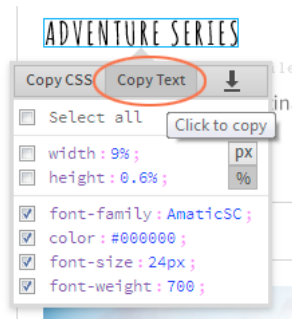 ADVENTURE SERIES
Copy CSS Copy Text
Select all
Click to copy
in
width : 9% ; px
height : 0.6% ; %
font-family : AmaticSC ;
color : #000000 ;
font-size : 24px ;
font-weight : 700 ;